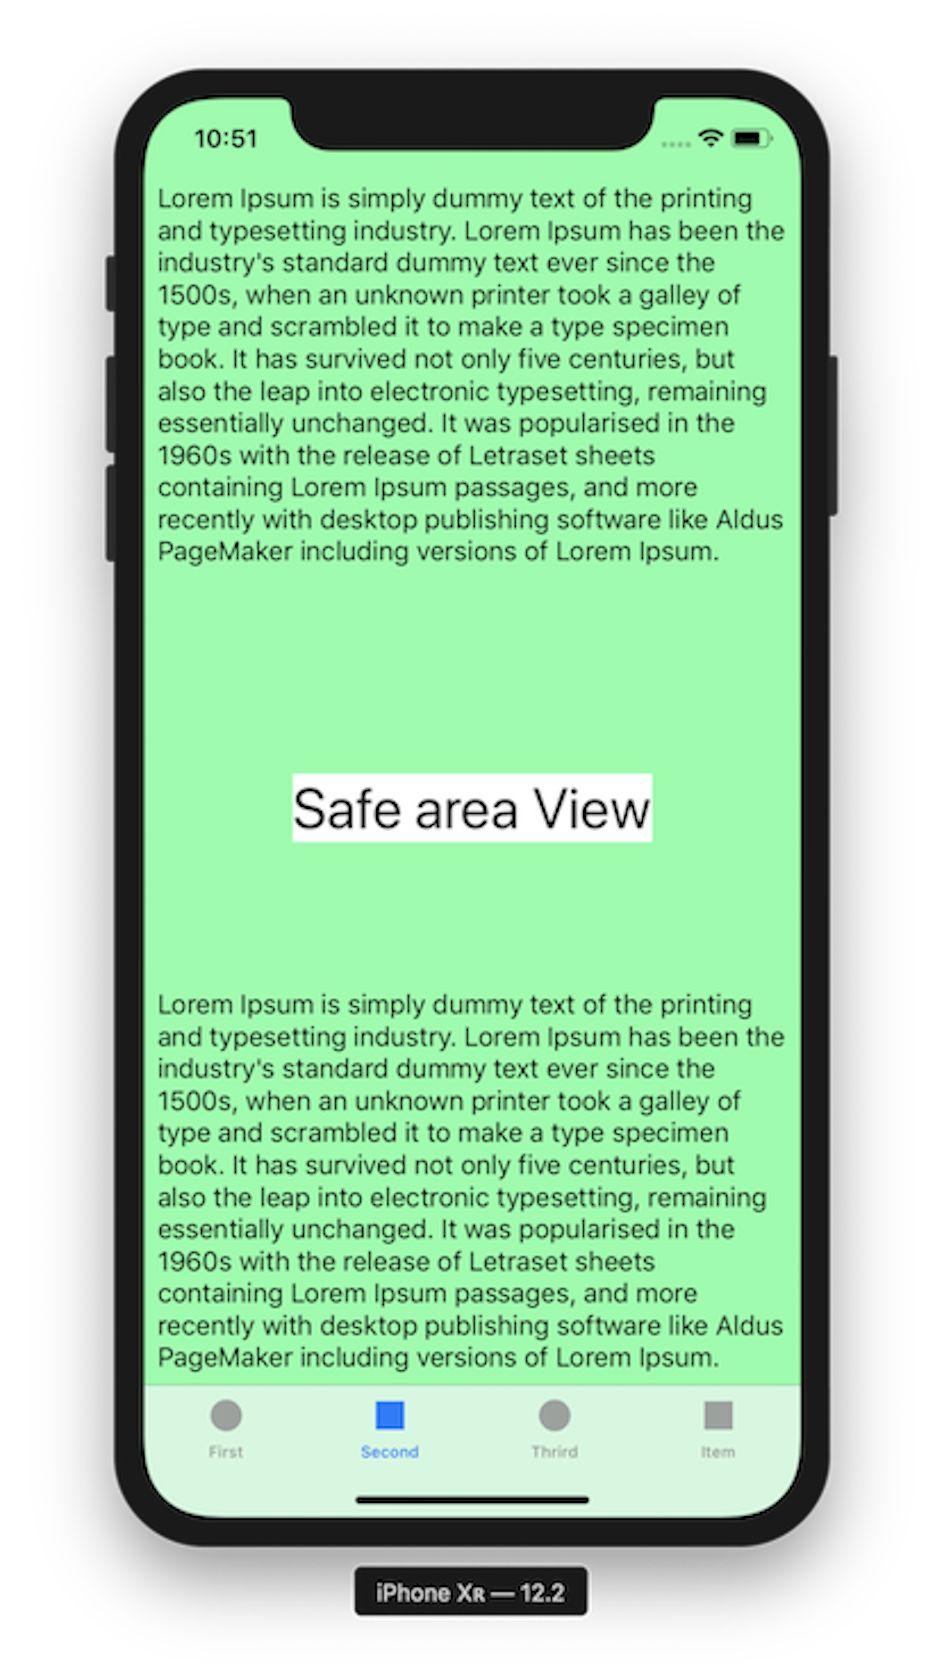 10:51
Lorem Ipsum is simply dummy text of the printing
and typesetting industry. Lorem Ipsum has been the
industry's standard dummy text ever since the
1500s, when an unknown printer took a galley of
type and scrambled it to make a type specimen
book. It has survived not only five centuries, but
also the leap into electronic typesetting, remaining
essentially unchanged. It was popularised in the
1960s with the release of Letraset sheets
containing Lorem Ipsum passages, and more
recently with desktop publishing software like Aldus
PageMaker including versions of Lorem Ipsum.
Safe area View
Lorem Ipsum is simply dummy text of the printing
and typesetting industry. Lorem Ipsum has been the
industry's standard dummy text ever since the
1500s, when an unknown printer took a galley of
type and scrambled it to make a type specimen
book. It has survived not only five centuries, but
also the leap into electronic typesetting, remaining
essentially unchanged. It was popularised in the
1960s with the release of Letraset sheets
containing Lorem Ipsum passages, and more
recently with desktop publishing software like Aldus
PageMaker including versions of Lorem Ipsum.
First Second Thrird Item
iPhone Xʀ — 12.2